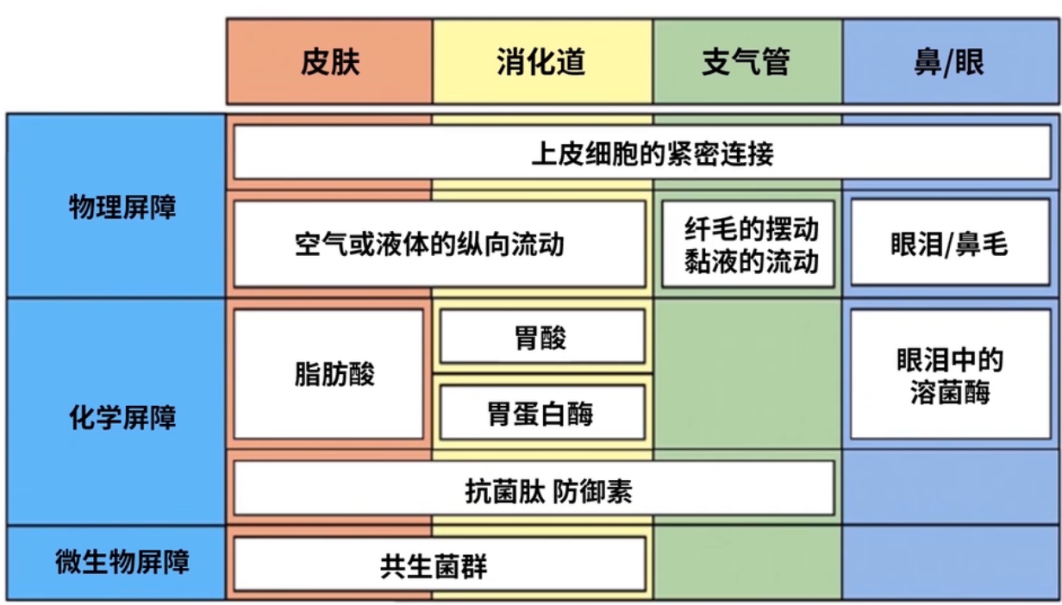 皮肤 消化道 支气管 鼻/眼
物理屏障
上皮细胞的紧密连接
空气或液体的纵向流动
纤毛的摆动
黏液的流动
眼泪/鼻毛
化学屏障
脂肪酸
胃酸
胃蛋白酶
眼泪中的
溶菌酶
抗菌肽 防御素
微生物屏障
共生菌群